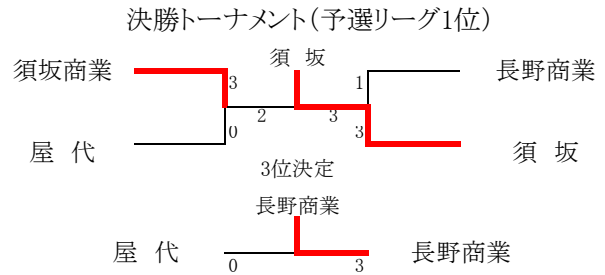 決勝トーナメント(予選リーグ1位)
須坂商業 須 坂 長野商業
3 1
2 3
0 3
屋 代 須 坂
3位決定
長野商業
屋 代 長野商業
0 3